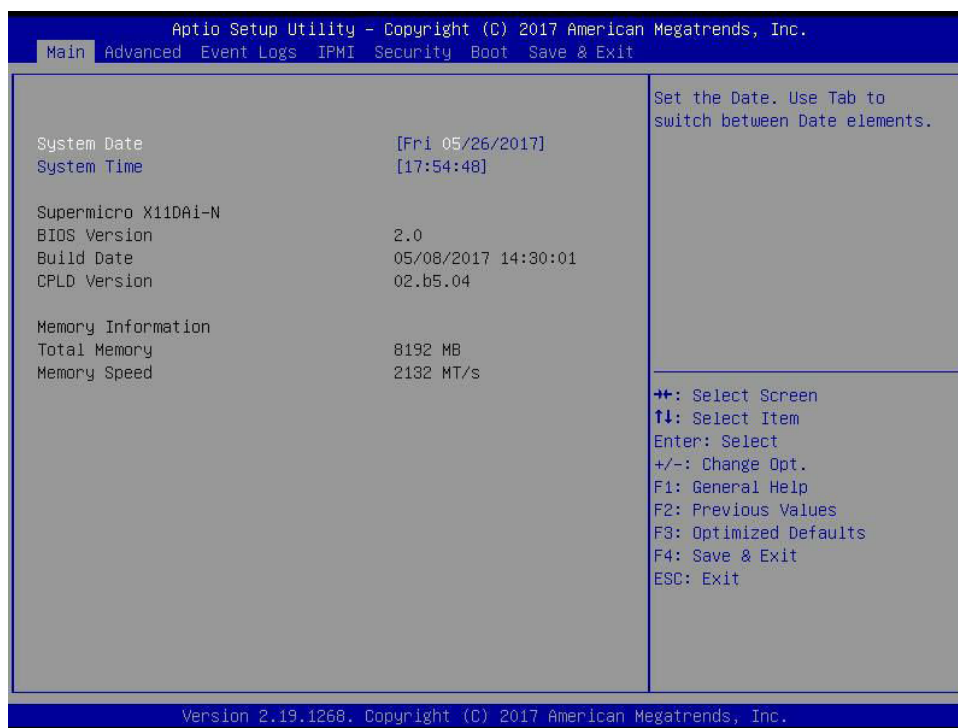 Aptio Setup Utility – Copyright (C) 2017 American Megatrends, Inc.
Main Advanced Event Logs IPMI Security Boot Save & Exit
System Date [Fri 05/26/2017]
System Time [17:54:48]
Supermicro X11DAi-N
BIOS Version 2.0
Build Date 05/08/2017 14:30:01
CPLD Version 02.b5.04
Memory Information
Total Memory 8192 MB
Memory Speed 2132 MT/s
Set the Date. Use Tab to
switch between Date elements.
→←: Select Screen
↑↓: Select Item
Enter: Select
+/-: Change Opt.
F1: General Help
F2: Previous Values
F3: Optimized Defaults
F4: Save & Exit
ESC: Exit
Version 2.19.1268. Copyright (C) 2017 American Megatrends, Inc.